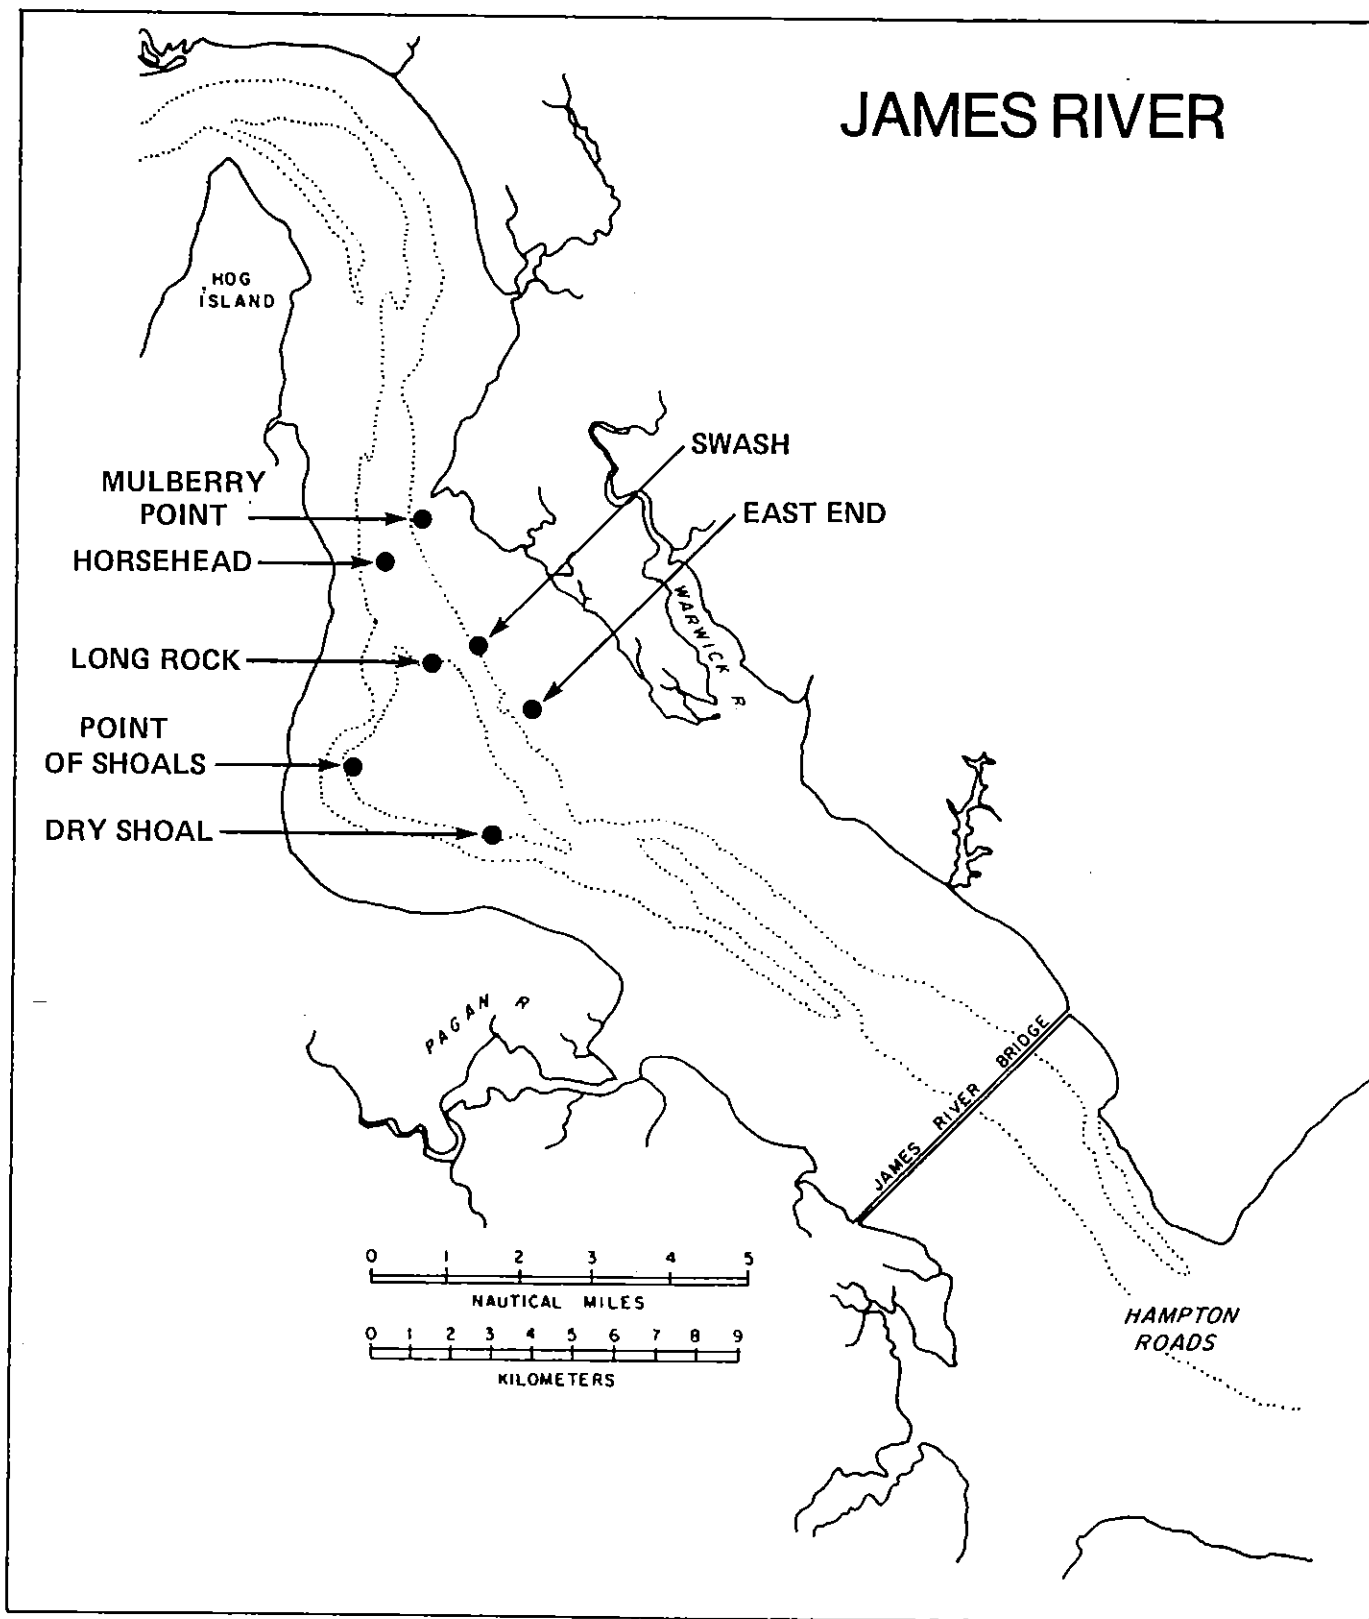 JAMES RIVER
HOG
ISLAND
SWASH
MULBERRY
POINT
EAST END
HORSEHEAD
WARWICK R.
LONG ROCK
POINT
OF SHOALS
DRY SHOAL
PAGAN R
JAMES RIVER BRIDGE
0 1 2 3 4 5
NAUTICAL MILES
HAMPTON
ROADS
0 1 2 3 4 5 6 7 8 9
KILOMETERS